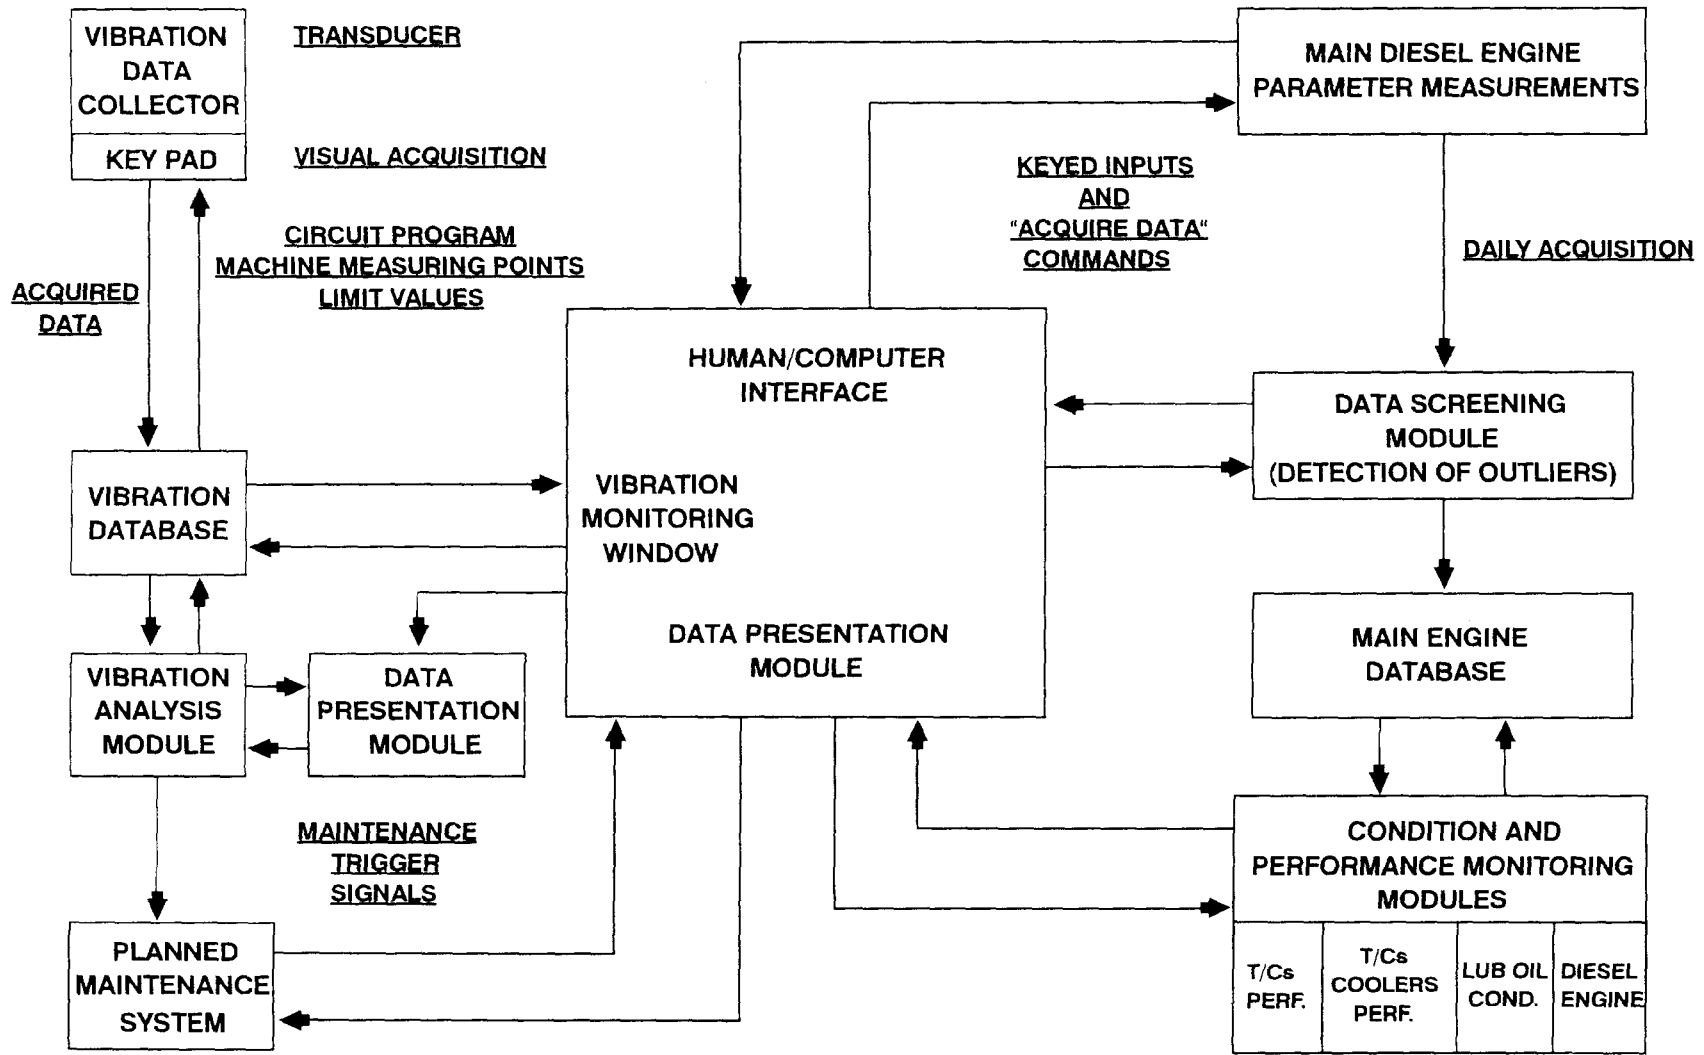 VIBRATION
DATA
COLLECTOR
KEY PAD
TRANSDUCER
VISUAL ACQUISITION
CIRCUIT PROGRAM
MACHINE MEASURING POINTS
LIMIT VALUES
ACQUIRED
DATA
MAIN DIESEL ENGINE
PARAMETER MEASUREMENTS
KEYED INPUTS
AND
"ACQUIRE DATA"
COMMANDS
DAILY ACQUISITION
HUMAN/COMPUTER
INTERFACE
VIBRATION
MONITORING
WINDOW
DATA PRESENTATION
MODULE
DATA SCREENING
MODULE
(DETECTION OF OUTLIERS)
VIBRATION
DATABASE
MAIN ENGINE
DATABASE
VIBRATION
ANALYSIS
MODULE
DATA
PRESENTATION
MODULE
MAINTENANCE
TRIGGER
SIGNALS
PLANNED
MAINTENANCE
SYSTEM
CONDITION AND
PERFORMANCE MONITORING
MODULES
T/Cs
PERF.
T/Cs
COOLERS
PERF.
LUB OIL
COND.
DIESEL
ENGINE